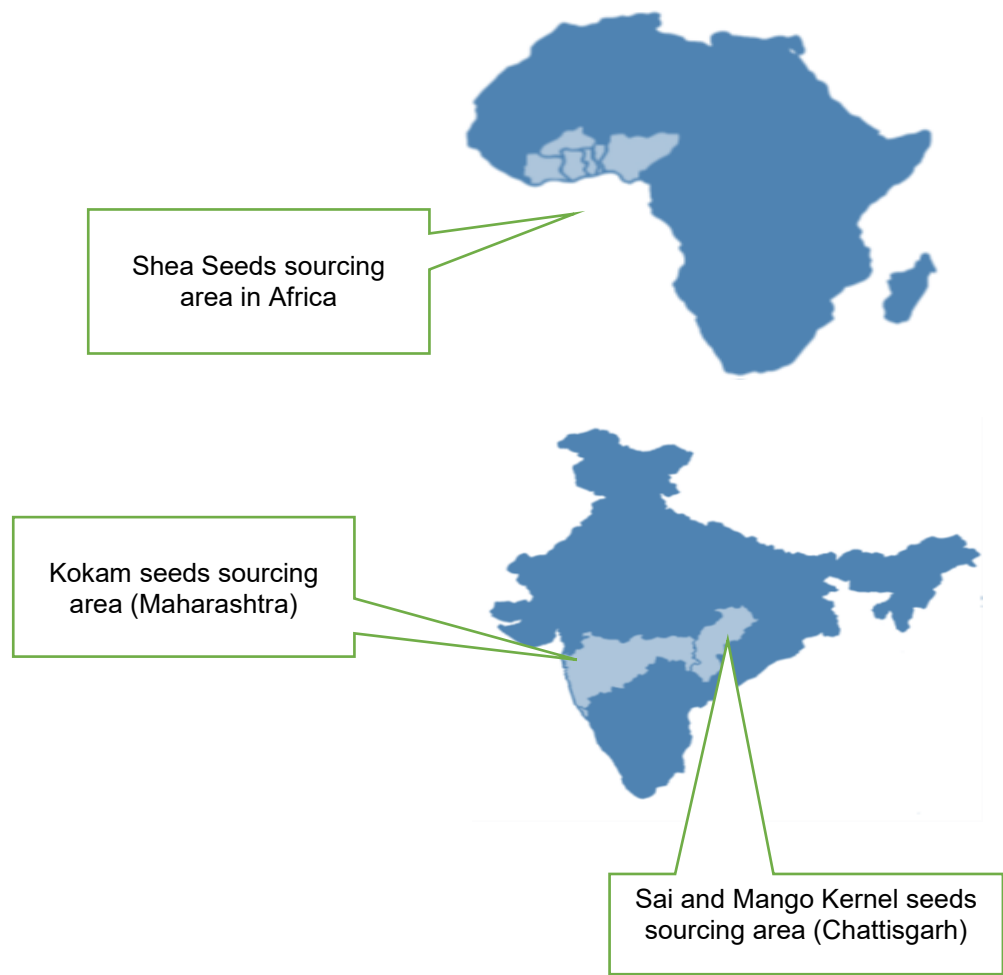 Shea Seeds sourcing
area in Africa
Kokam seeds sourcing
area (Maharashtra)
Sai and Mango Kernel seeds
sourcing area (Chattisgarh)